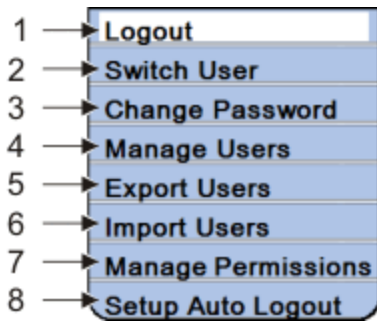 1 Logout
2 Switch User
3 Change Password
4 Manage Users
5 Export Users
6 Import Users
7 Manage Permissions
8 Setup Auto Logout